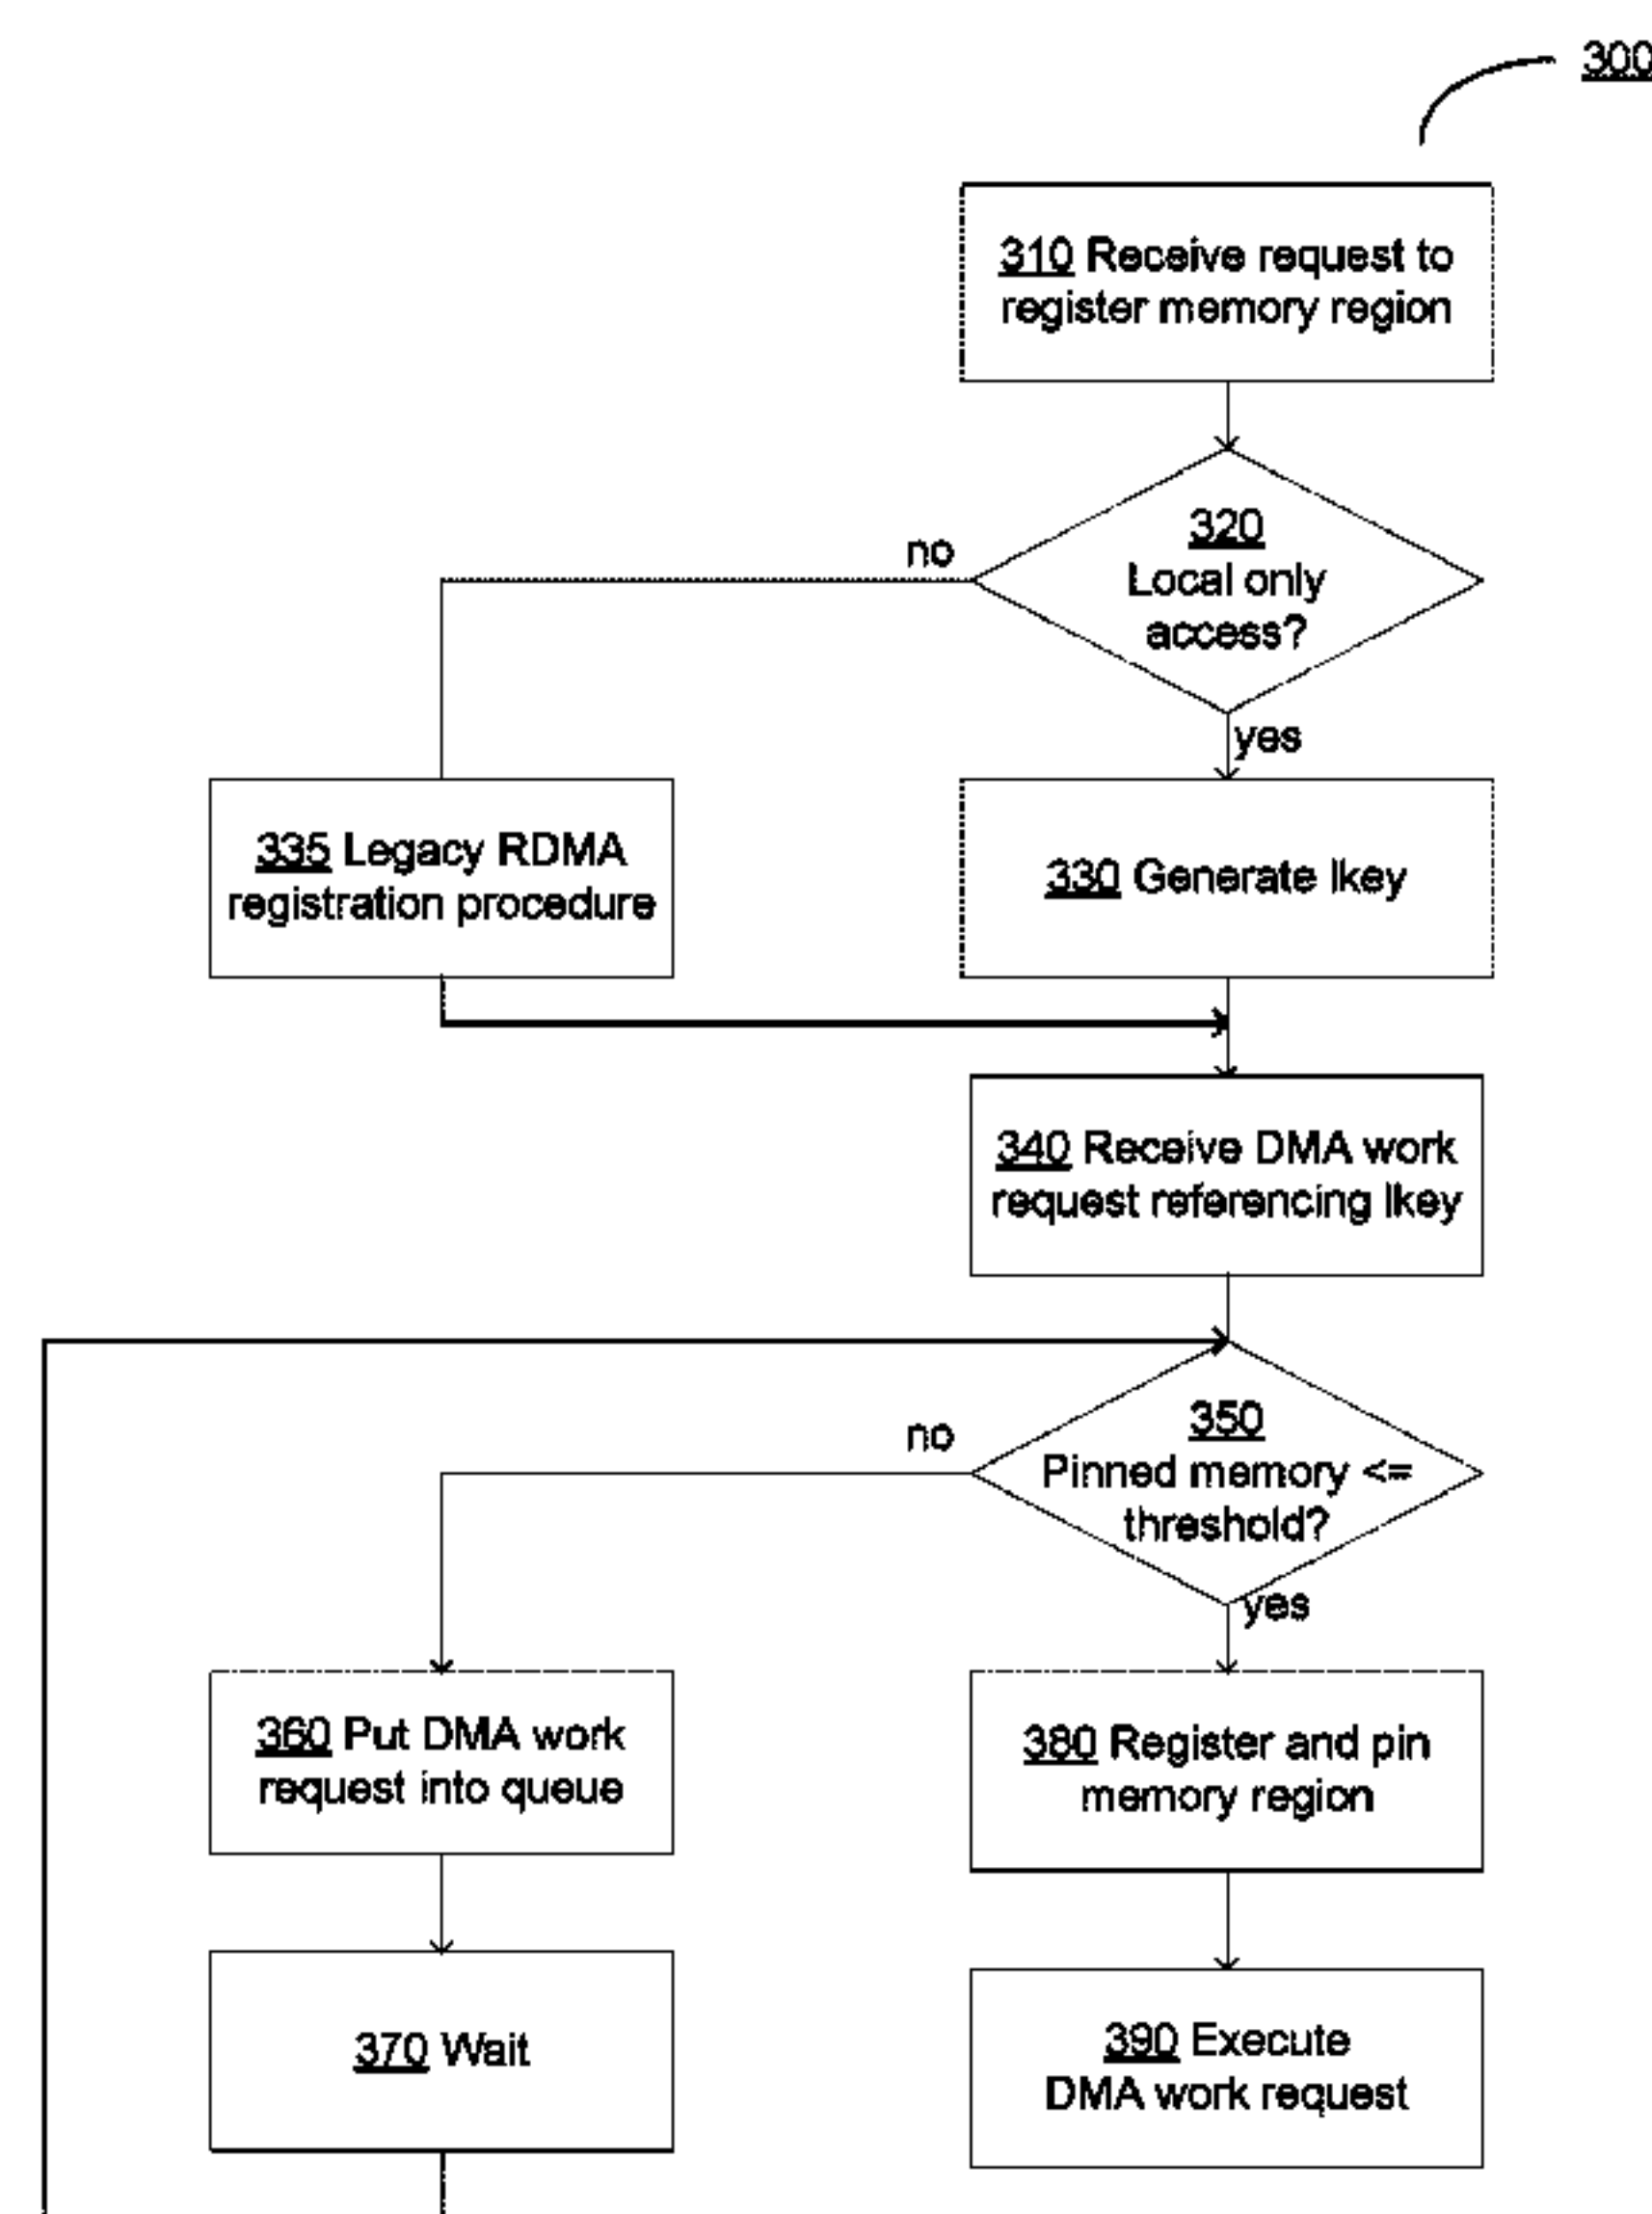 300
310 Receive request to
register memory region
320
Local only
access?
no
yes
335 Legacy RDMA
registration procedure
330 Generate lkey
340 Receive DMA work
request referencing lkey
350
Pinned memory <=
threshold?
no
yes
360 Put DMA work
request into queue
380 Register and pin
memory region
370 Wait
390 Execute
DMA work request